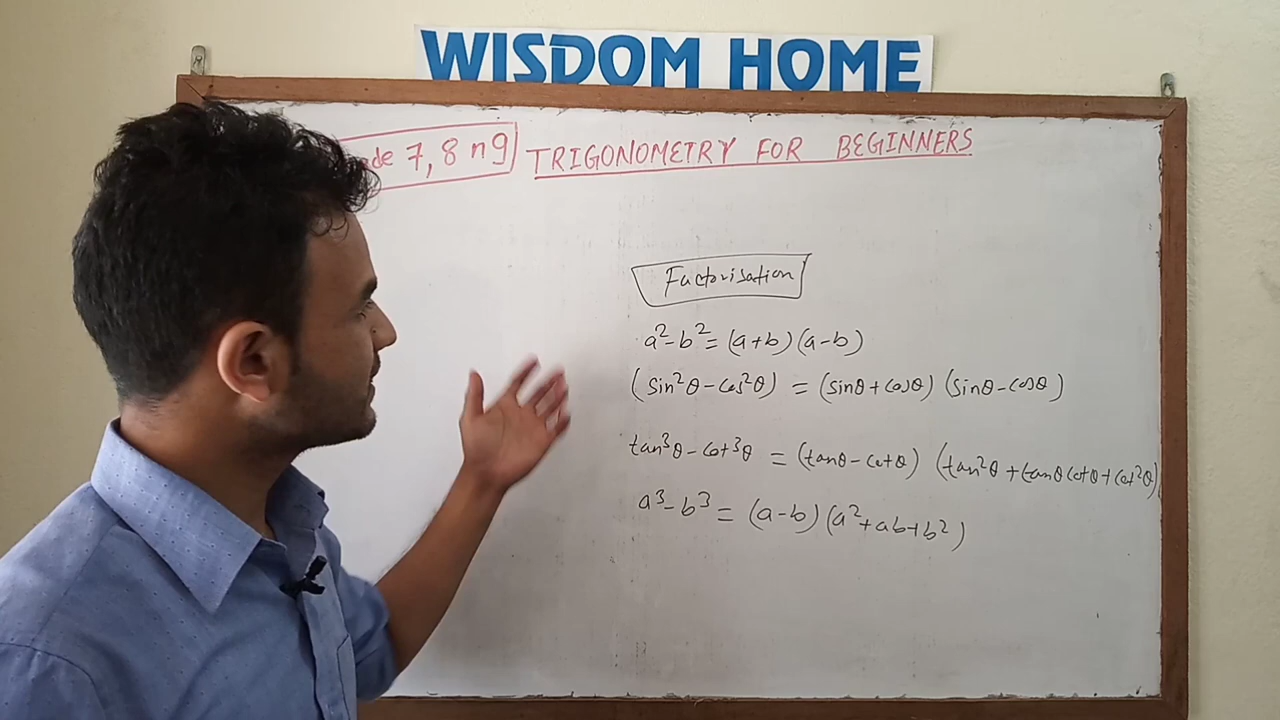 WISDOM HOME
de 7, 8 n 9 TRIGONOMETRY FOR BEGINNERS
Factorisation
a²-b² = (a+b) (a-b)
(sin²θ - cos²θ) = (sinθ + cosθ) (sinθ - cosθ)
tan³θ - cot³θ = (tanθ - cotθ) (tan²θ + tanθ cotθ + cot²θ)
a³-b³ = (a-b) (a²+ab+b²)